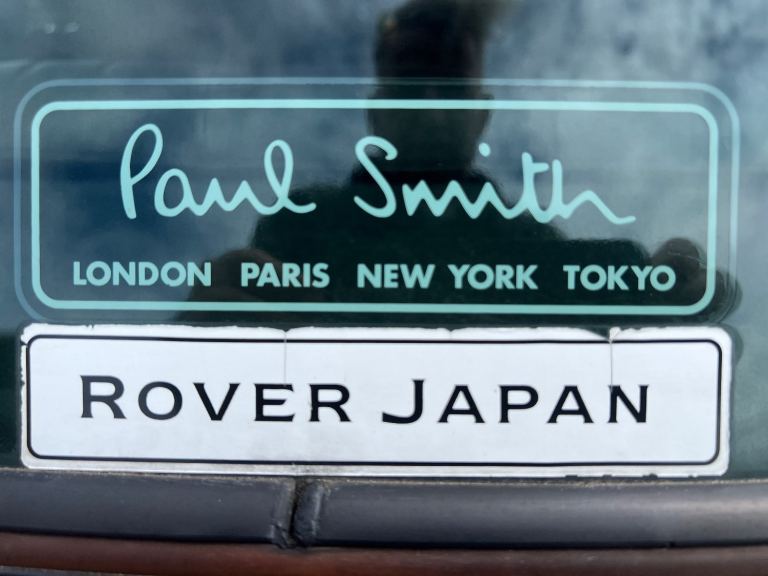 Paul Smith
LONDON PARIS NEW YORK TOKYO
ROVER JAPAN